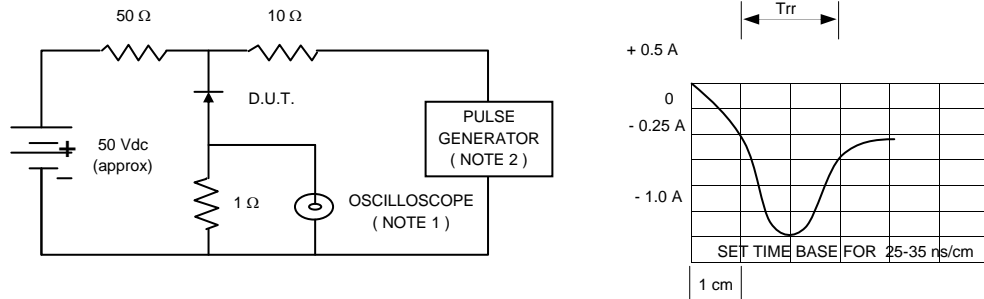 50 Ω
10 Ω
D.U.T.
50 Vdc
(approx)
+
−
1 Ω
OSCILLOSCOPE
( NOTE 1 )
PULSE
GENERATOR
( NOTE 2 )
Trr
+ 0.5 A
0
- 0.25 A
- 1.0 A
SET TIME BASE FOR 25-35 ns/cm
1 cm